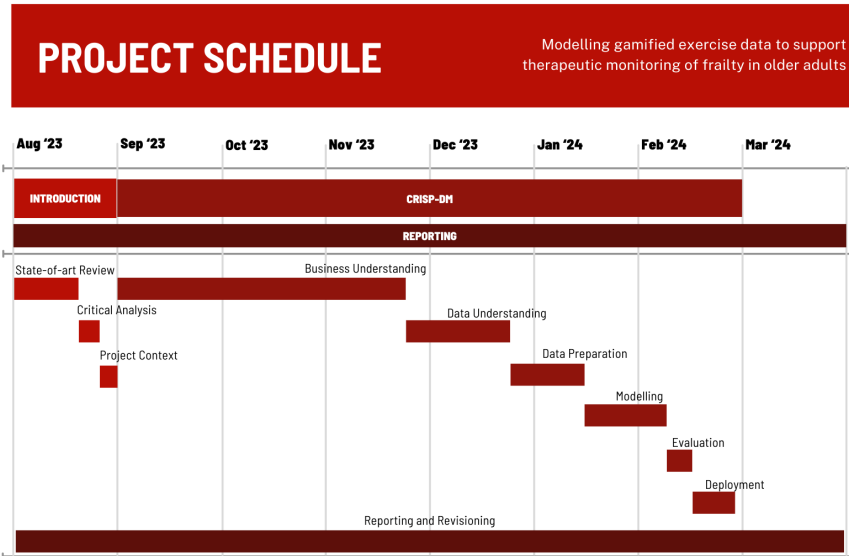 PROJECT SCHEDULE
Modelling gamified exercise data to support
therapeutic monitoring of frailty in older adults
Aug ‘23
Sep ‘23
Oct ‘23
Nov ‘23
Dec ‘23
Jan ‘24
Feb ‘24
Mar ‘24
INTRODUCTION
CRISP-DM
REPORTING
State-of-art Review
Business Understanding
Critical Analysis
Data Understanding
Project Context
Data Preparation
Modelling
Evaluation
Deployment
Reporting and Revisioning